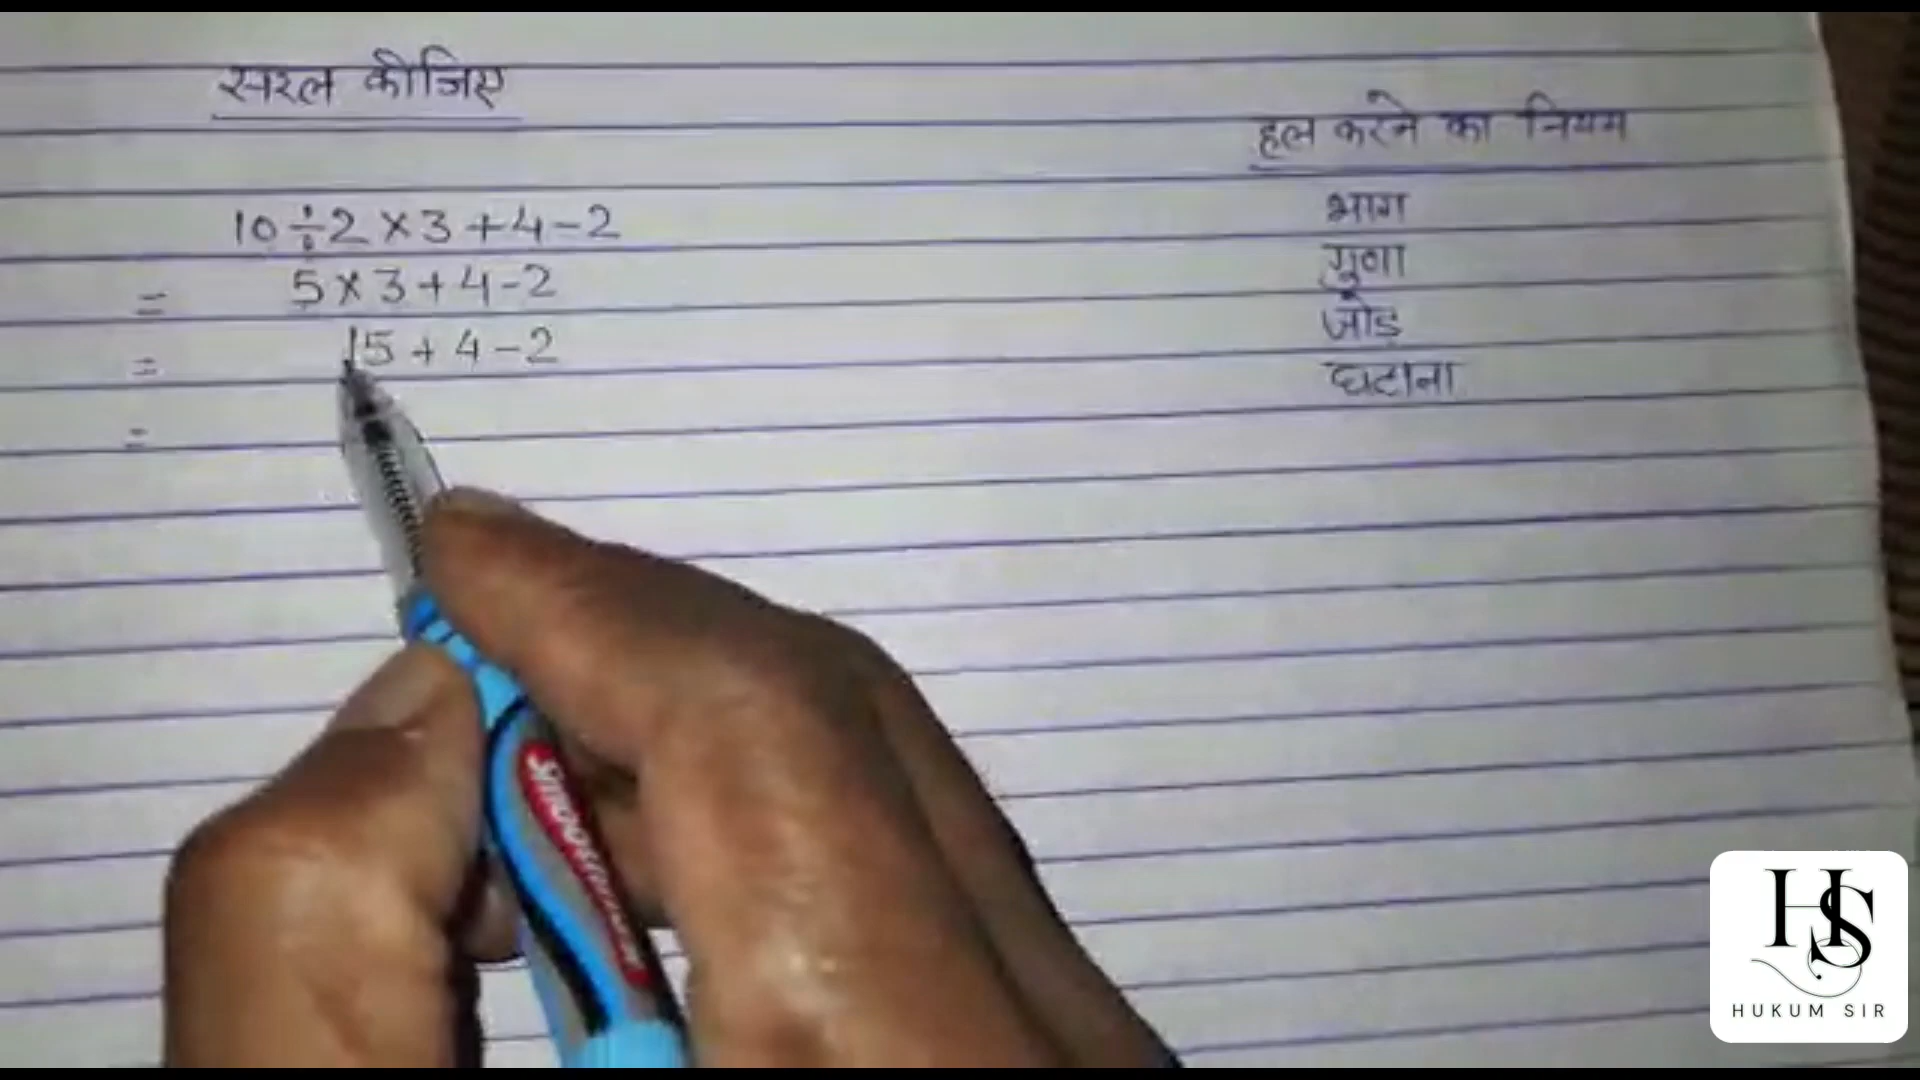 सरल कीजिए
10 ÷ 2 × 3 + 4 - 2
= 5 × 3 + 4 - 2
= 15 + 4 - 2
=
हल करने का नियम
भाग
गुणा
जोड़
घटाना
HS
HUKUM SIR